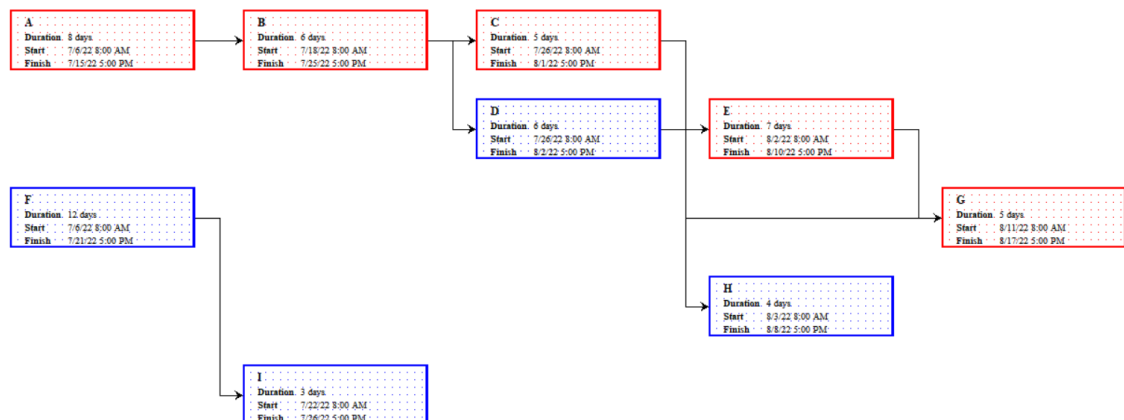 A
Duration 8 days
Start 7/6/22 8:00 AM
Finish 7/15/22 5:00 PM
B
Duration 6 days
Start 7/18/22 8:00 AM
Finish 7/25/22 5:00 PM
C
Duration 5 days
Start 7/26/22 8:00 AM
Finish 8/1/22 5:00 PM
D
Duration 6 days
Start 7/26/22 8:00 AM
Finish 8/2/22 5:00 PM
E
Duration 7 days
Start 8/2/22 8:00 AM
Finish 8/10/22 5:00 PM
F
Duration 12 days
Start 7/6/22 8:00 AM
Finish 7/21/22 5:00 PM
G
Duration 5 days
Start 8/11/22 8:00 AM
Finish 8/17/22 5:00 PM
H
Duration 4 days
Start 8/3/22 8:00 AM
Finish 8/8/22 5:00 PM
I
Duration 3 days
Start 7/22/22 8:00 AM
Finish 7/26/22 5:00 PM